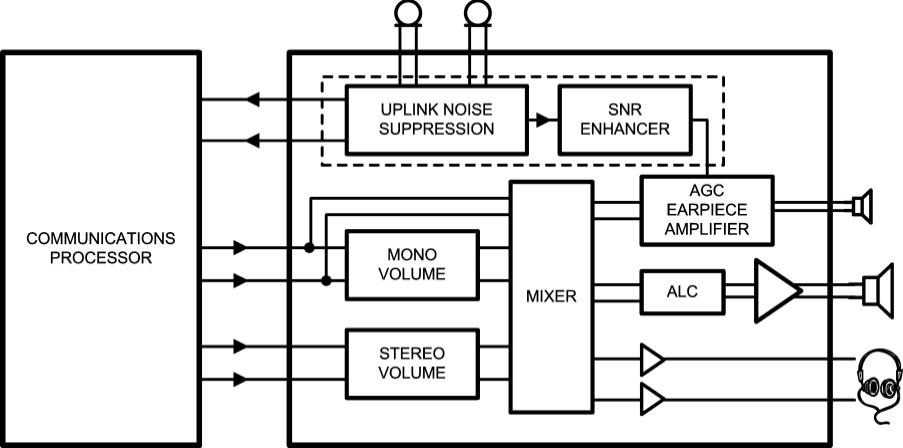 UPLINK NOISE
SUPPRESSION
SNR
ENHANCER
AGC
EARPIECE
AMPLIFIER
COMMUNICATIONS
PROCESSOR
MONO
VOLUME
MIXER
ALC
STEREO
VOLUME